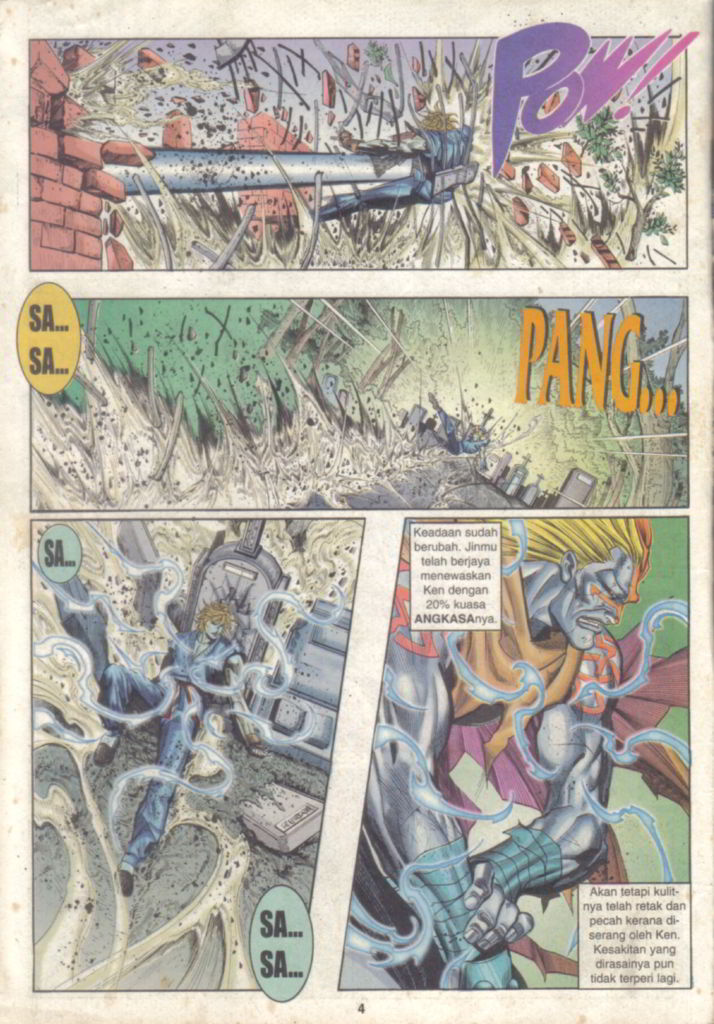 POW!!
SA...
SA...
PANG...
SA...
Keadaan sudah
berubah. Jinmu
telah berjaya
menewaskan
Ken dengan
20% kuasa
ANGKASAnya.
SA...
SA...
Akan tetapi kulit-
nya telah retak dan
pecah kerana di-
serang oleh Ken.
Kesakitan yang
dirasainya pun
tidak terperi lagi.
4